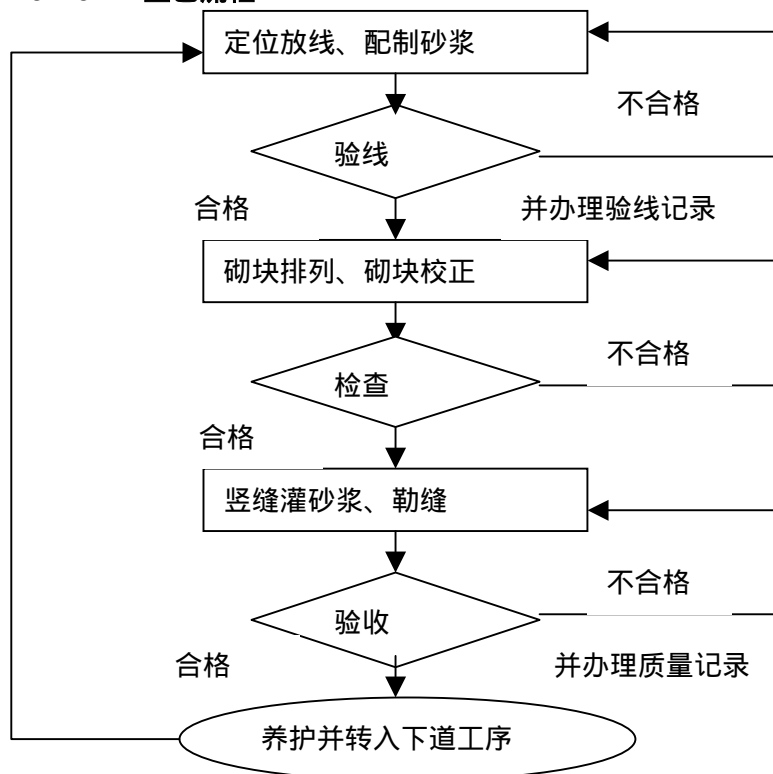 定位放线、配制砂浆
不合格
验线
合格
并办理验线记录
砌块排列、砌块校正
不合格
检查
合格
竖缝灌砂浆、勒缝
不合格
验收
合格
并办理质量记录
养护并转入下道工序